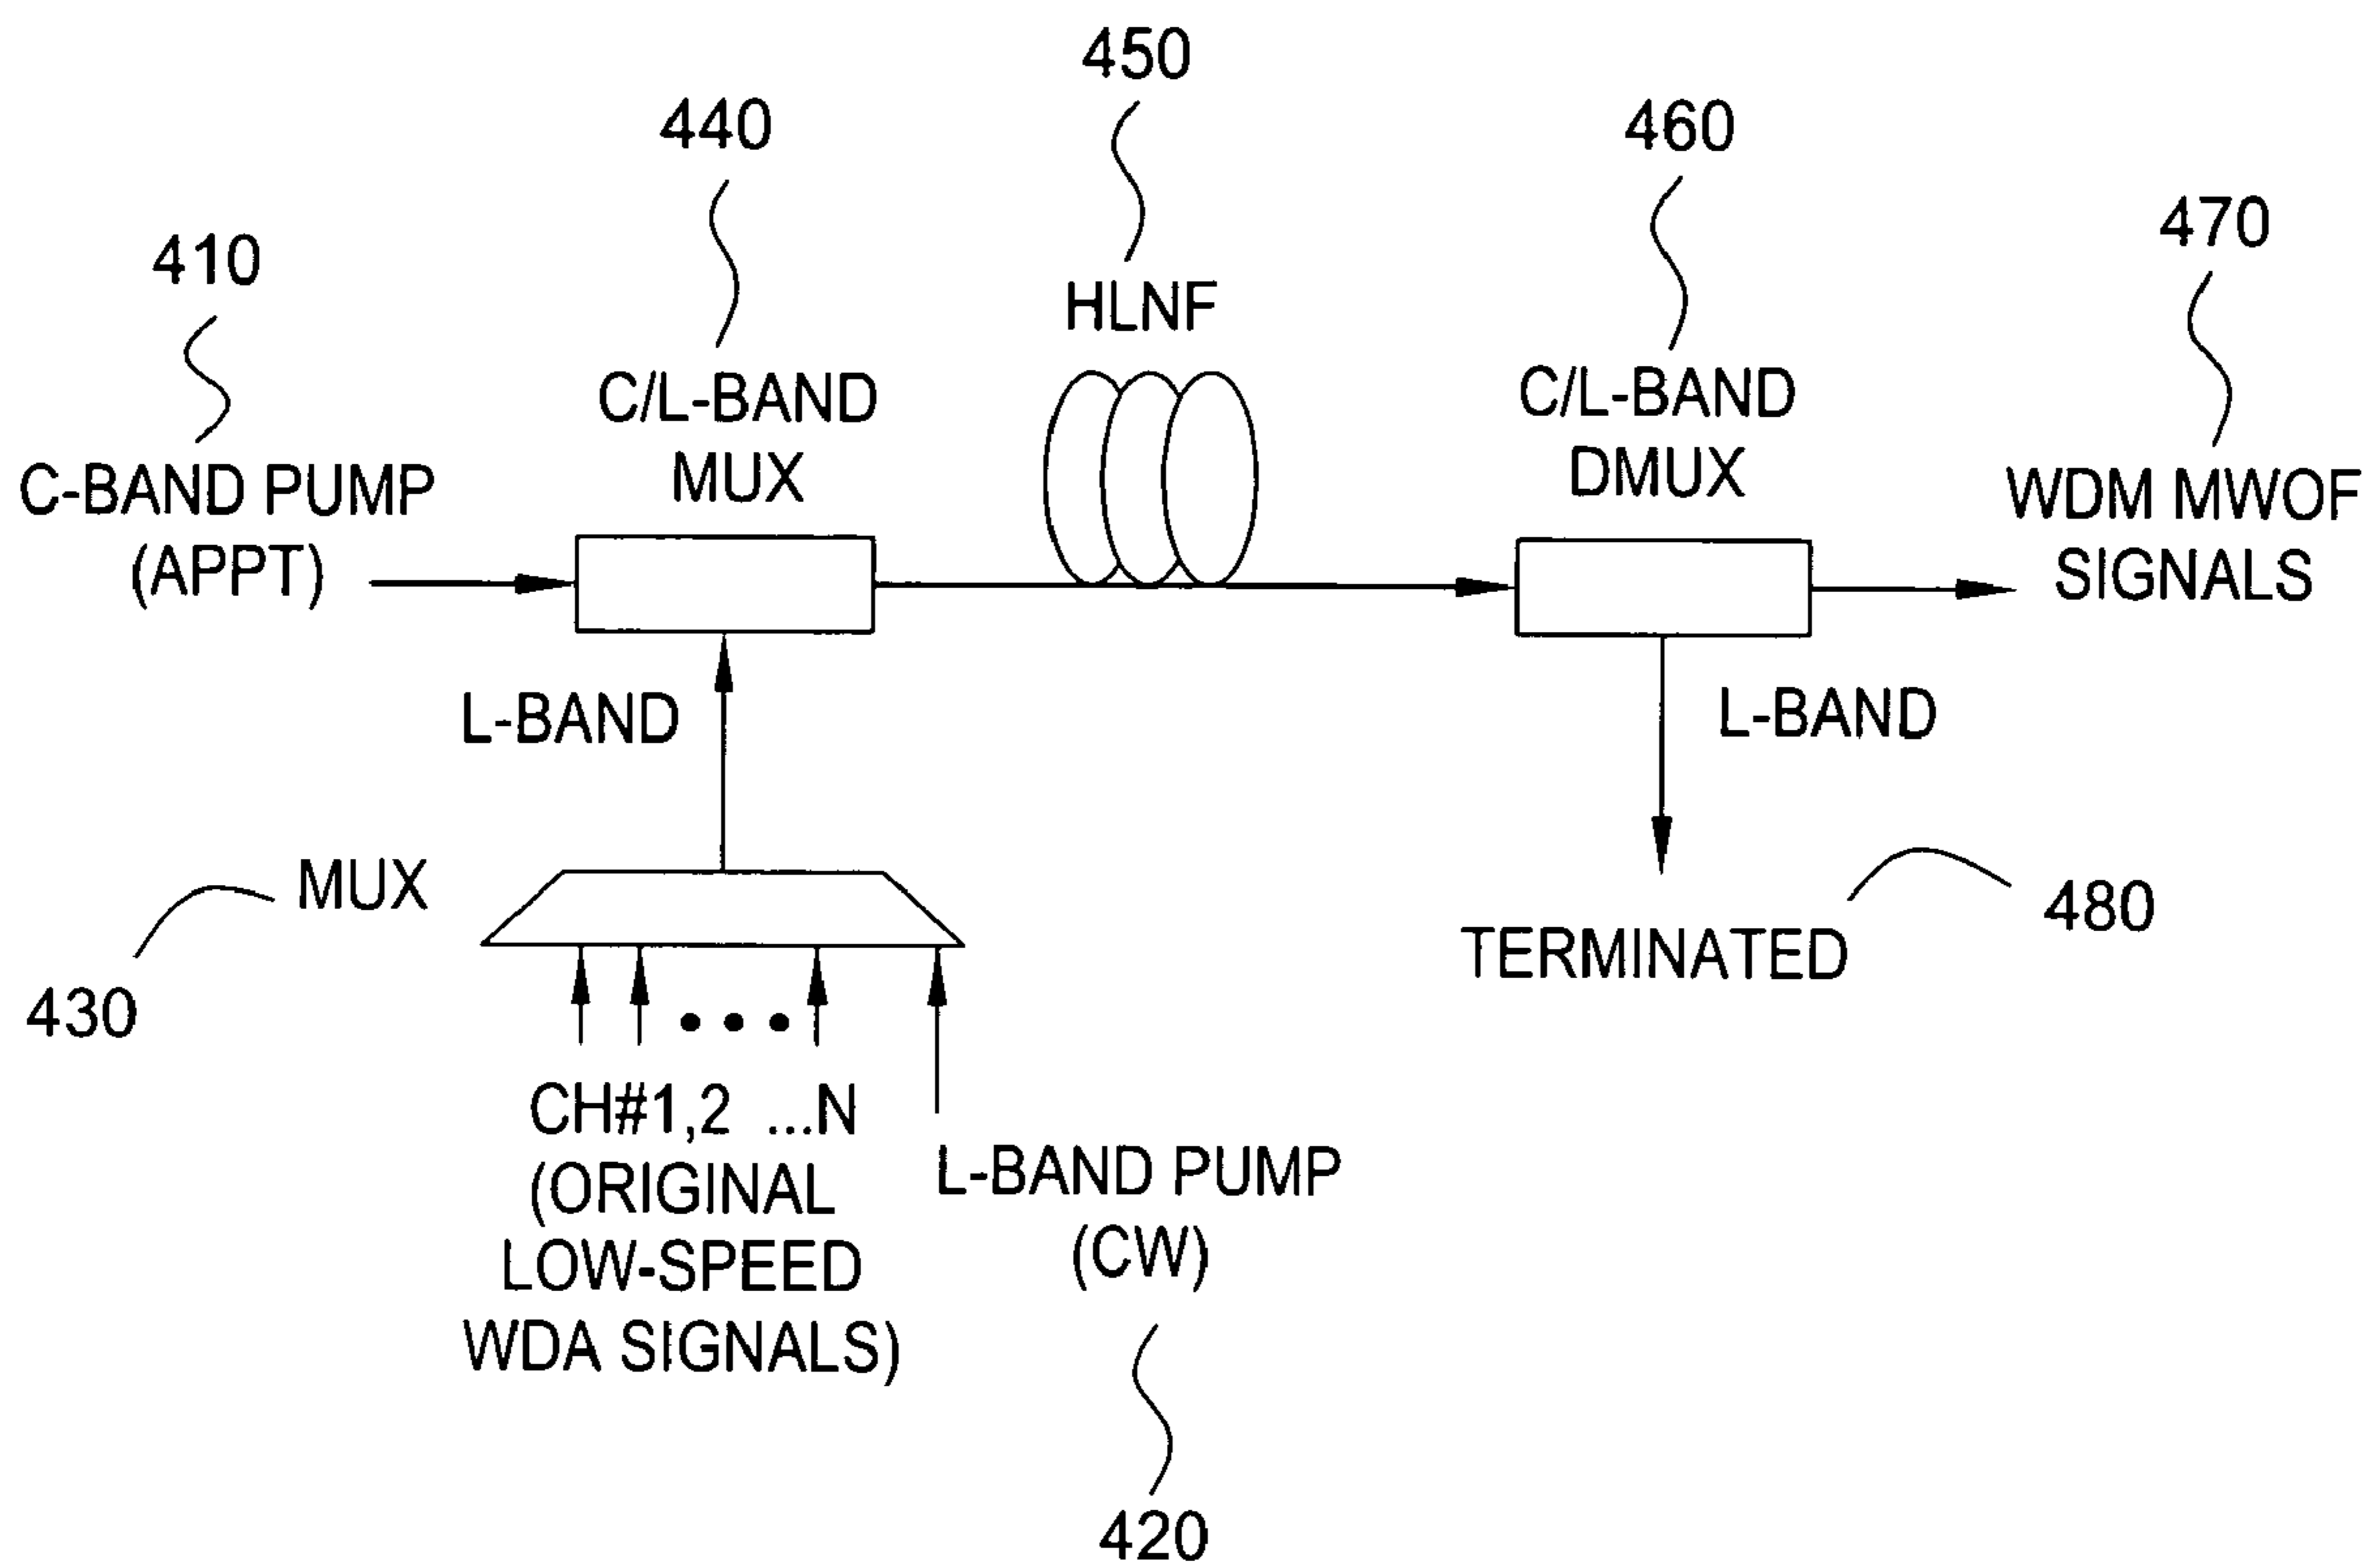 450
440
460
470
410
HLNF
C/L-BAND
MUX
C/L-BAND
DMUX
C-BAND PUMP
(APPT)
WDM MWOF
SIGNALS
L-BAND
L-BAND
MUX
430
480
TERMINATED
CH#1,2 ...N
(ORIGINAL
LOW-SPEED
WDA SIGNALS)
L-BAND PUMP
(CW)
420